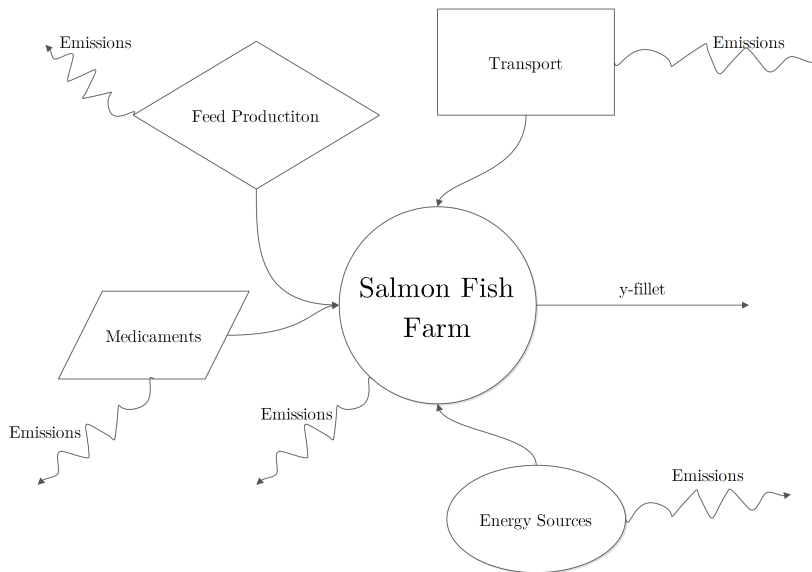 Emissions
Emissions
Transport
Feed Productiton
Salmon Fish
Farm
y-fillet
Medicaments
Emissions
Emissions
Emissions
Energy Sources